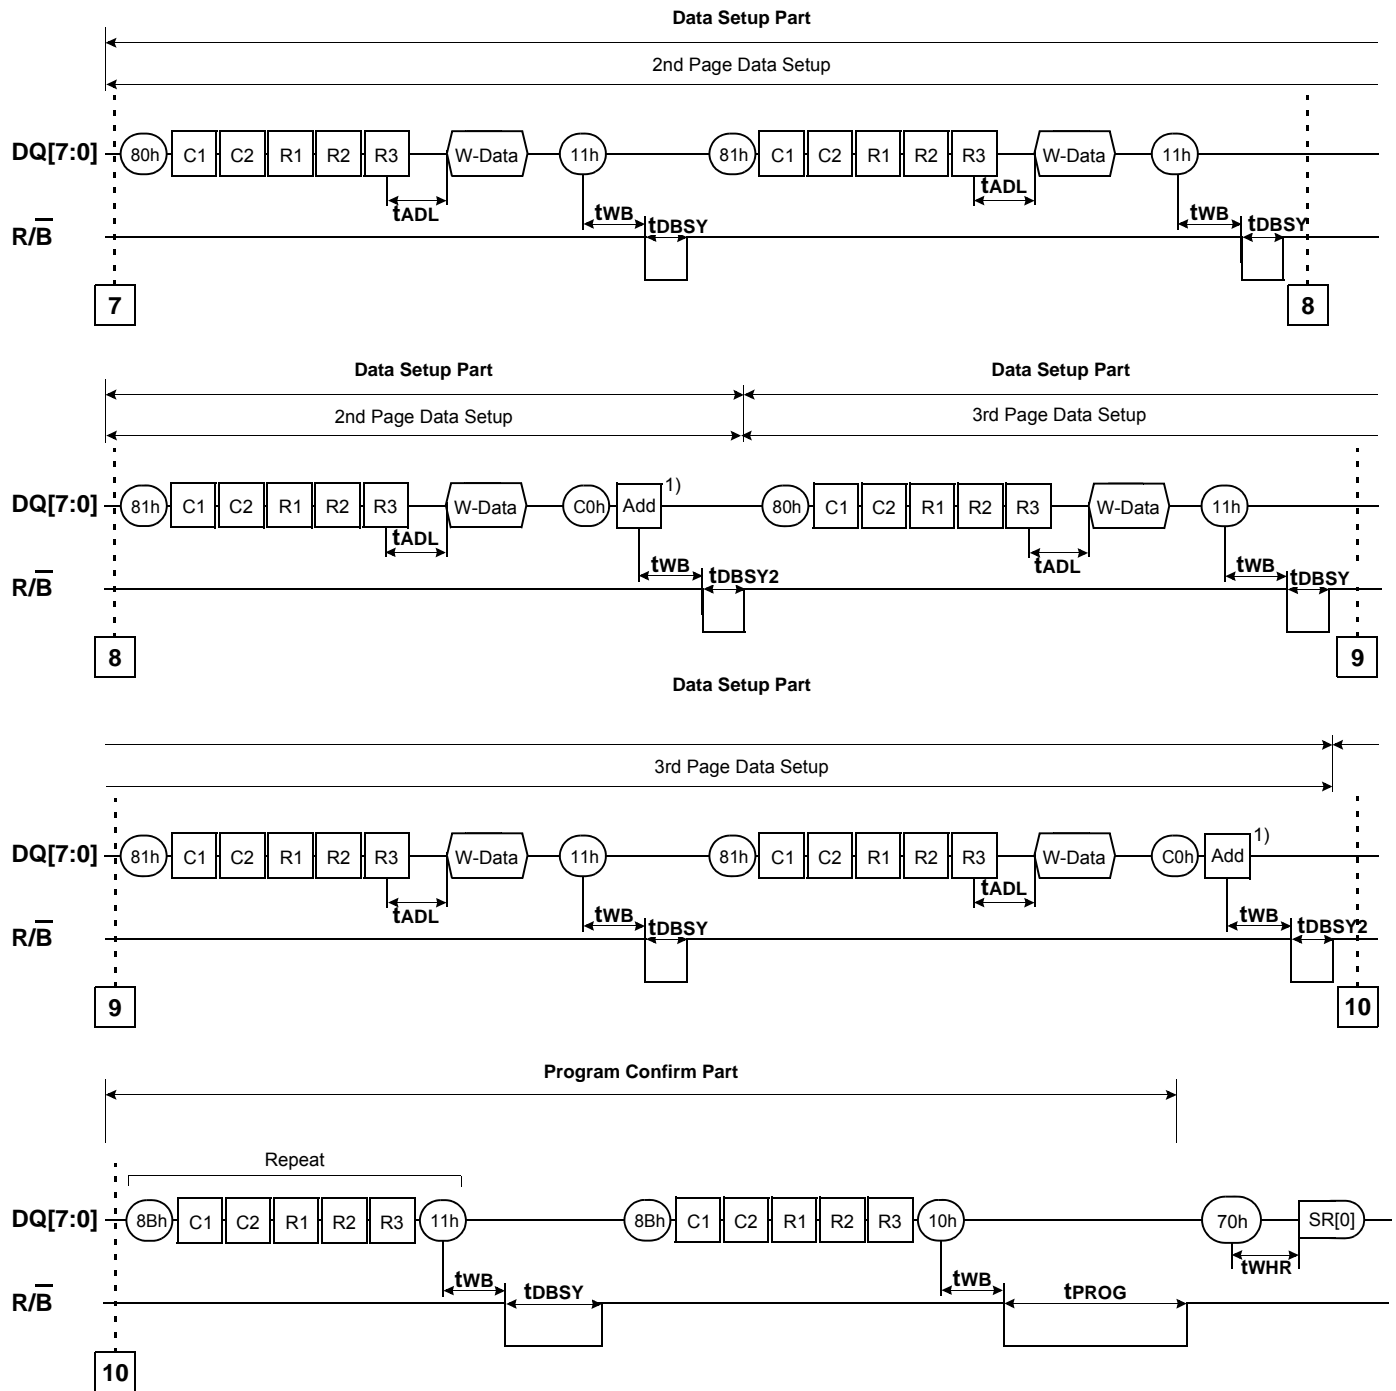 Data Setup Part
2nd Page Data Setup
DQ[7:0] 80h C1 C2 R1 R2 R3 W-Data 11h 81h C1 C2 R1 R2 R3 W-Data 11h
tADL tADL
tWB tDBSY tWB tDBSY
R/B
7 8
Data Setup Part Data Setup Part
2nd Page Data Setup 3rd Page Data Setup
DQ[7:0] 81h C1 C2 R1 R2 R3 W-Data C0h Add 1) 80h C1 C2 R1 R2 R3 W-Data 11h
tADL tADL
tWB tDBSY2 tWB tDBSY
R/B
8 9
Data Setup Part
3rd Page Data Setup
DQ[7:0] 81h C1 C2 R1 R2 R3 W-Data 11h 81h C1 C2 R1 R2 R3 W-Data C0h Add 1)
tADL tADL
tWB tDBSY tWB tDBSY2
R/B
9 10
Program Confirm Part
Repeat
DQ[7:0] 8Bh C1 C2 R1 R2 R3 11h 8Bh C1 C2 R1 R2 R3 10h 70h SR[0]
tWHR
tWB tDBSY tWB tPROG
R/B
10